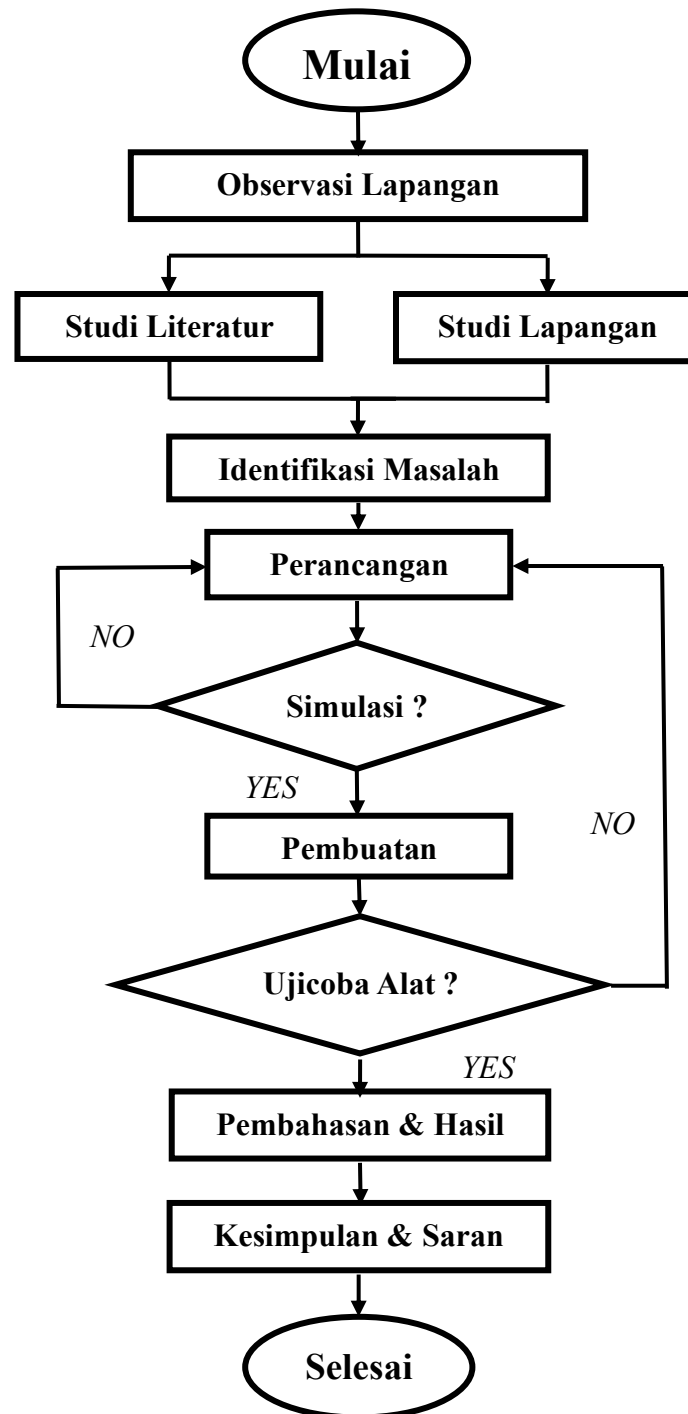 Mulai
Observasi Lapangan
Studi Literatur
Studi Lapangan
Identifikasi Masalah
Perancangan
NO
Simulasi ?
YES
NO
Pembuatan
Ujicoba Alat ?
YES
Pembahasan & Hasil
Kesimpulan & Saran
Selesai